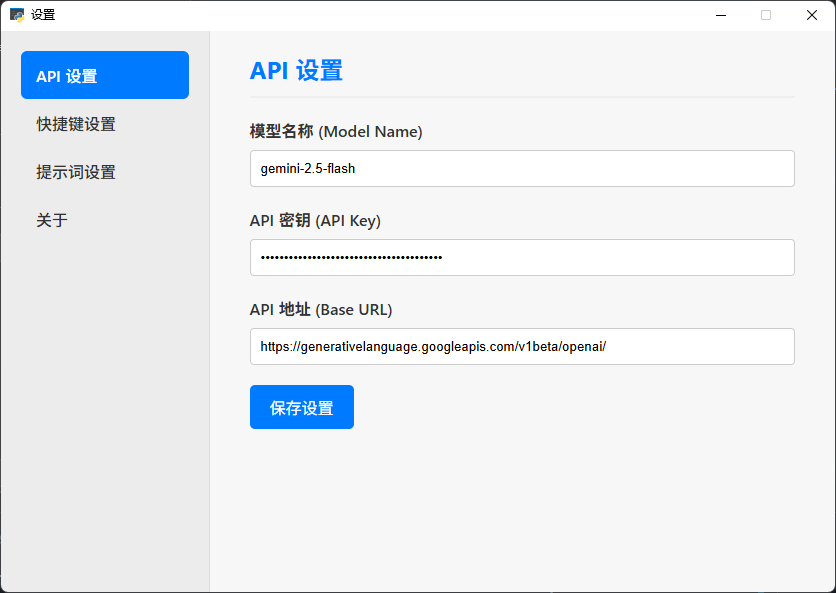 设置
API 设置
快捷键设置
提示词设置
关于
API 设置
模型名称 (Model Name)
gemini-2.5-flash
API 密钥 (API Key)
API 地址 (Base URL)
https://generativelanguage.googleapis.com/v1beta/openai/
保存设置